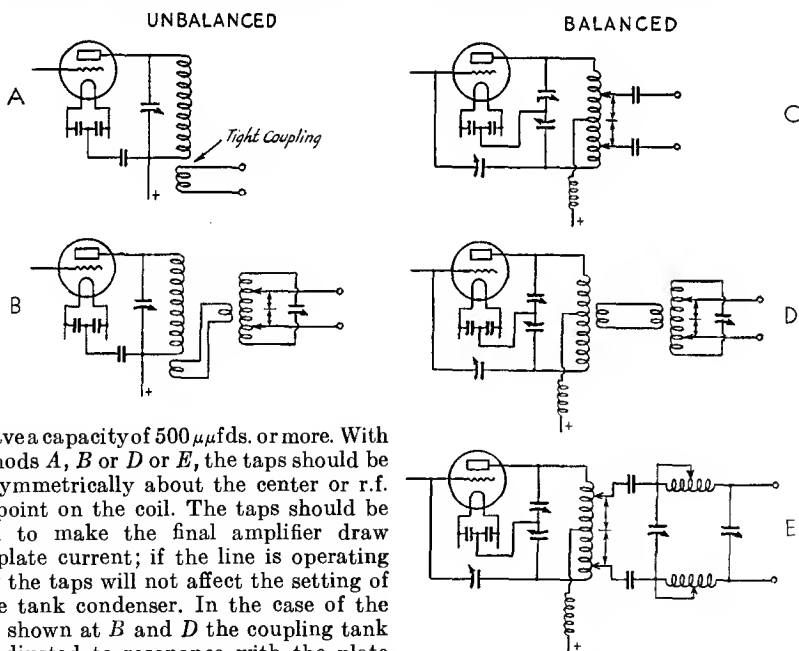 UNBALANCED
BALANCED
A
Tight Coupling
+
C
+
B
+
D
+
E
+
ve a capacity of 500 μμfds. or more. With
ods A, B or D or E, the taps should be
ymmetrically about the center or r.f.
point on the coil. The taps should be
to make the final amplifier draw
plate current; if the line is operating
the taps will not affect the setting of
e tank condenser. In the case of the
shown at B and D the coupling tank